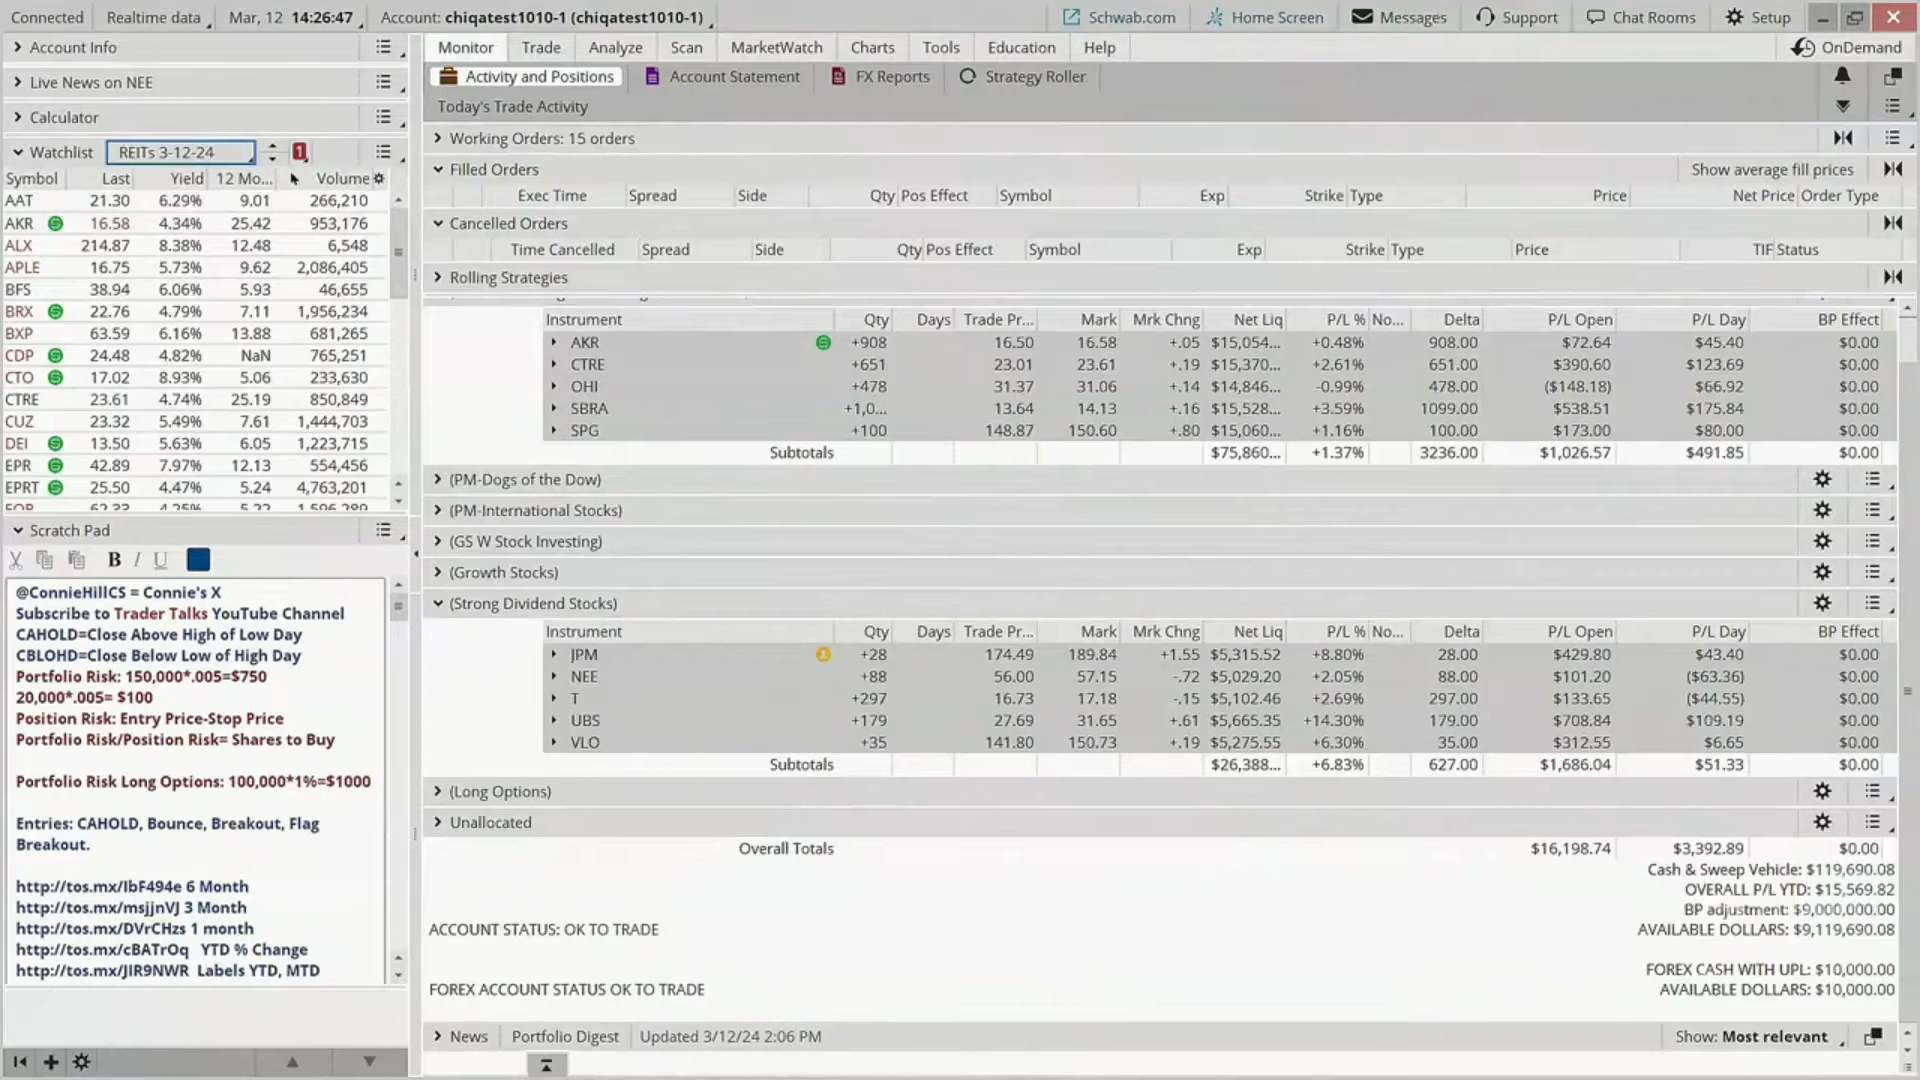 Connected Realtime data Mar, 12 14:26:47 Account: chiqatest1010-1 (chiqatest1010-1) Schwab.com Home Screen Messages Support Chat Rooms Setup
Account Info
Live News on NEE
Calculator
Watchlist REITs 3-12-24 1
Symbol Last Yield 12 Mo... Volume
AAT 21.30 6.29% 9.01 266,210
AKR 16.58 4.34% 25.42 953,176
ALX 214.87 8.38% 12.48 6,548
APLE 16.75 5.73% 9.62 2,086,405
BFS 38.94 6.06% 5.93 46,655
BRX 22.76 4.79% 7.11 1,956,234
BXP 63.59 6.16% 13.88 681,265
CDP 24.48 4.82% NaN 765,251
CTO 17.02 8.93% 5.06 233,630
CTRE 23.61 4.74% 25.19 850,849
CUZ 23.32 5.49% 7.61 1,444,703
DEI 13.50 5.63% 6.05 1,223,715
EPR 42.89 7.97% 12.13 554,456
EPRT 25.50 4.47% 5.24 4,763,201
Scratch Pad
B I U
@ConnieHillCS = Connie's X
Subscribe to Trader Talks YouTube Channel
CAHOLD=Close Above High of Low Day
CBLOHD=Close Below Low of High Day
Portfolio Risk: 150,000*.005=$750
20,000*.005= $100
Position Risk: Entry Price-Stop Price
Portfolio Risk/Position Risk= Shares to Buy
Portfolio Risk Long Options: 100,000*1%=$1000
Entries: CAHOLD, Bounce, Breakout, Flag
Breakout.
http://tos.mx/IbF494e 6 Month
http://tos.mx/msjjnVJ 3 Month
http://tos.mx/DVrCHzs 1 month
http://tos.mx/cBATrOq YTD % Change
http://tos.mx/JIR9NWR Labels YTD, MTD
Monitor Trade Analyze Scan MarketWatch Charts Tools Education Help OnDemand
Activity and Positions Account Statement FX Reports Strategy Roller
Today's Trade Activity
Working Orders: 15 orders
Filled Orders Show average fill prices
Exec Time Spread Side Qty Pos Effect Symbol Exp Strike Type Price Net Price Order Type
Cancelled Orders
Time Cancelled Spread Side Qty Pos Effect Symbol Exp Strike Type Price TIF Status
Rolling Strategies
Instrument Qty Days Trade Pr... Mark Mrk Chng Net Liq P/L % No... Delta P/L Open P/L Day BP Effect
AKR +908 16.50 16.58 +.05 $15,054... +0.48% 908.00 $72.64 $45.40 $0.00
CTRE +651 23.01 23.61 +.19 $15,370... +2.61% 651.00 $390.60 $123.69 $0.00
OHI +478 31.37 31.06 +.14 $14,846... -0.99% 478.00 ($148.18) $66.92 $0.00
SBRA +1,0... 13.64 14.13 +.16 $15,528... +3.59% 1099.00 $538.51 $175.84 $0.00
SPG +100 148.87 150.60 +.80 $15,060... +1.16% 100.00 $173.00 $80.00 $0.00
Subtotals $75,860... +1.37% 3236.00 $1,026.57 $491.85 $0.00
(PM-Dogs of the Dow)
(PM-International Stocks)
(GS W Stock Investing)
(Growth Stocks)
(Strong Dividend Stocks)
Instrument Qty Days Trade Pr... Mark Mrk Chng Net Liq P/L % No... Delta P/L Open P/L Day BP Effect
JPM +28 174.49 189.84 +1.55 $5,315.52 +8.80% 28.00 $429.80 $43.40 $0.00
NEE +88 56.00 57.15 -.72 $5,029.20 +2.05% 88.00 $101.20 ($63.36) $0.00
T +297 16.73 17.18 -.15 $5,102.46 +2.69% 297.00 $133.65 ($44.55) $0.00
UBS +179 27.69 31.65 +.61 $5,665.35 +14.30% 179.00 $708.84 $109.19 $0.00
VLO +35 141.80 150.73 +.19 $5,275.55 +6.30% 35.00 $312.55 $6.65 $0.00
Subtotals $26,388... +6.83% 627.00 $1,686.04 $51.33 $0.00
(Long Options)
Unallocated
Overall Totals $16,198.74 $3,392.89 $0.00
Cash & Sweep Vehicle: $119,690.08
OVERALL P/L YTD: $15,569.82
BP adjustment: $9,000,000.00
ACCOUNT STATUS: OK TO TRADE AVAILABLE DOLLARS: $9,119,690.08
FOREX CASH WITH UPL: $10,000.00
FOREX ACCOUNT STATUS OK TO TRADE AVAILABLE DOLLARS: $10,000.00
News Portfolio Digest Updated 3/12/24 2:06 PM Show: Most relevant